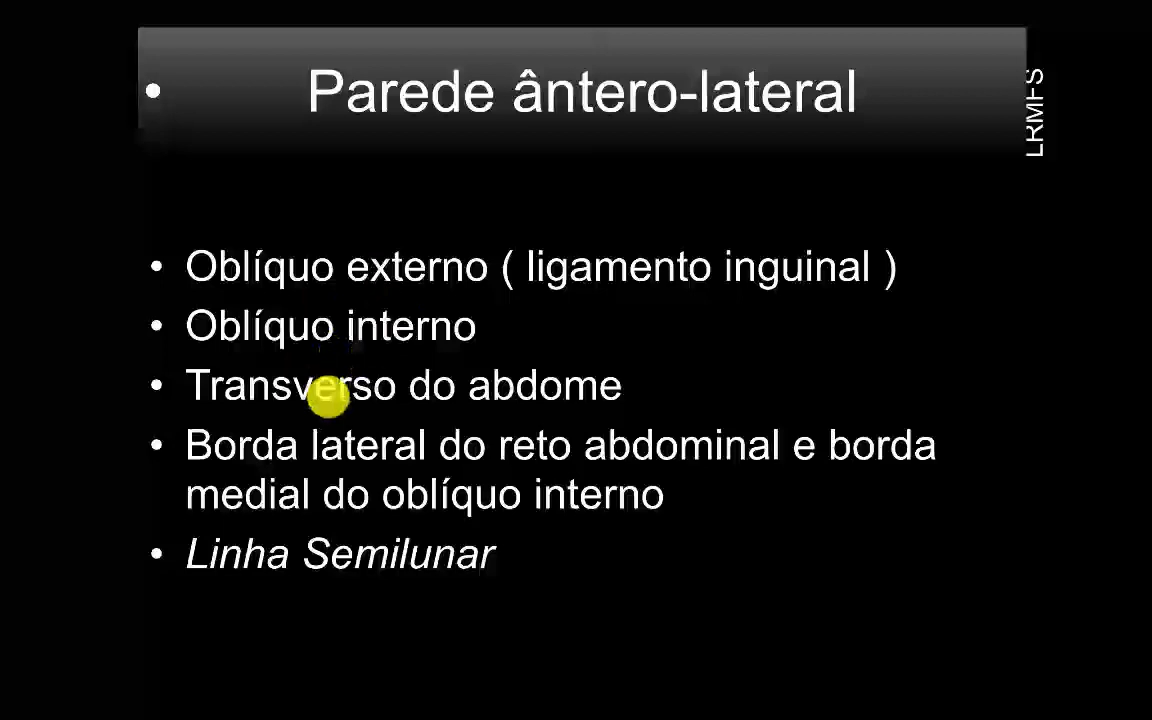 • Parede ântero-lateral
LRMFS
• Oblíquo externo ( ligamento inguinal )
• Oblíquo interno
• Transverso do abdome
• Borda lateral do reto abdominal e borda
medial do oblíquo interno
• Linha Semilunar